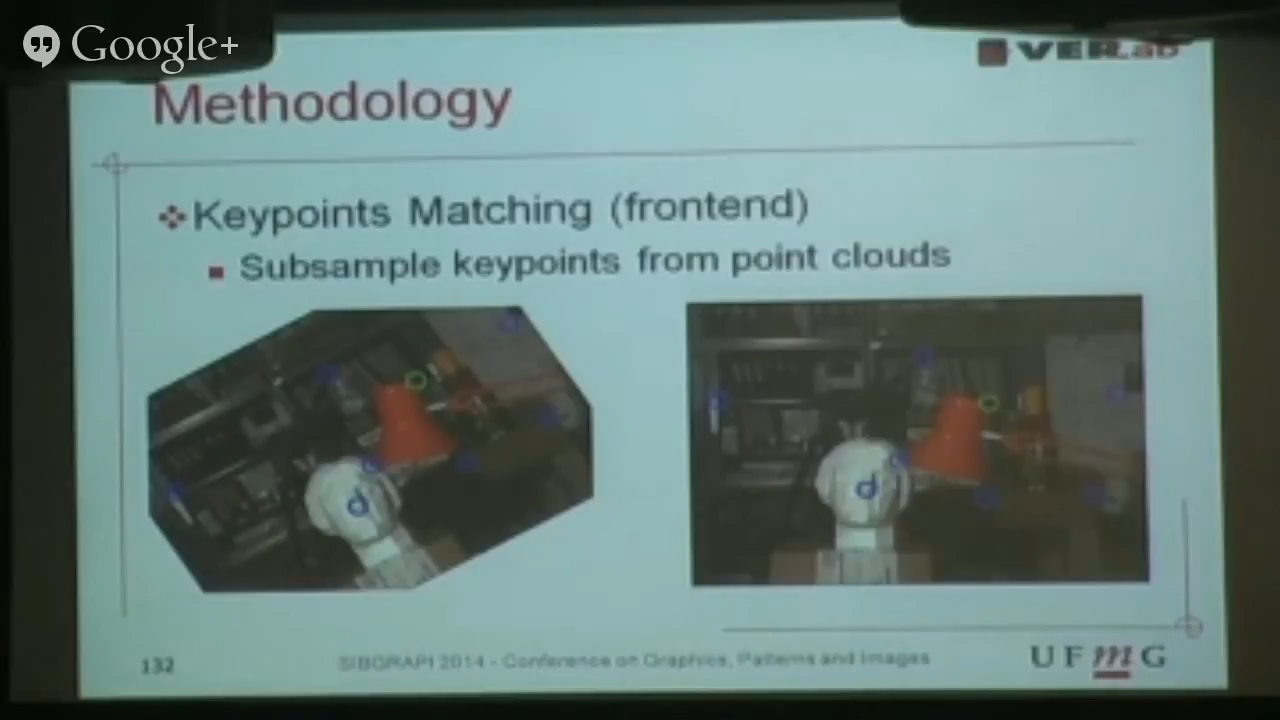 Google+
VERLab
Methodology
Keypoints Matching (frontend)
Subsample keypoints from point clouds
d
d
132
SIBGRAPI 2014 - Conference on Graphics, Patterns and Images
UFmG